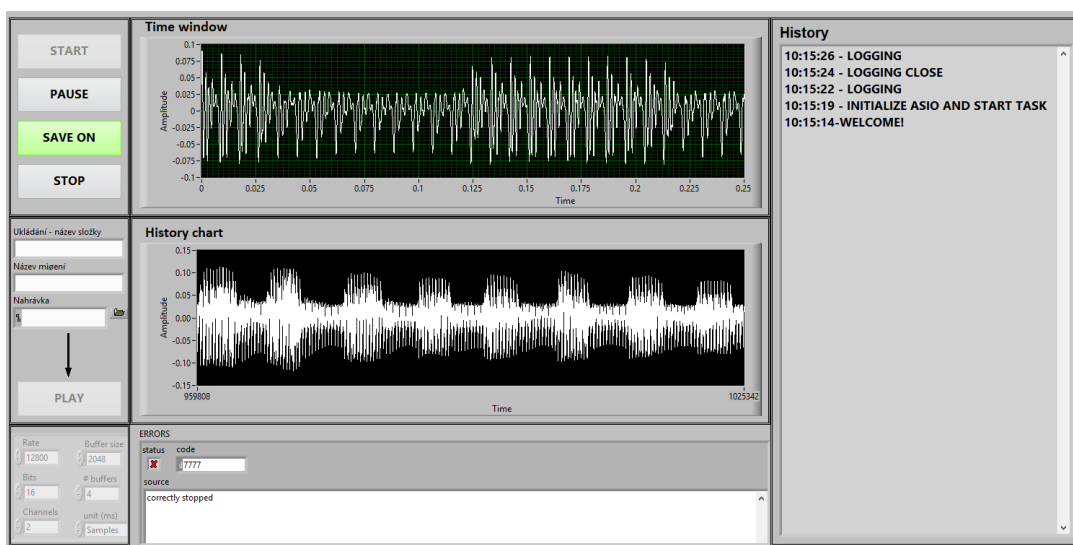 START
PAUSE
SAVE ON
STOP
Time window
Amplitude
0.1
0.075
0.05
0.025
0
-0.025
-0.05
-0.075
-0.1
0 0.025 0.05 0.075 0.1 0.125 0.15 0.175 0.2 0.225 0.25
Time
History
10:15:26 - LOGGING
10:15:24 - LOGGING CLOSE
10:15:22 - LOGGING
10:15:19 - INITIALIZE ASIO AND START TASK
10:15:14-WELCOME!
Ukládání - název složky
Název mìøení
Nahrávka
PLAY
History chart
Amplitude
0.15
0.10
0.05
0.00
-0.05
-0.10
-0.15
959808 1025342
Time
Rate Buffer size
12800 2048
Bits # buffers
16 4
Channels unit (ms)
2 Samples
ERRORS
status code
d 7777
source
correctly stopped